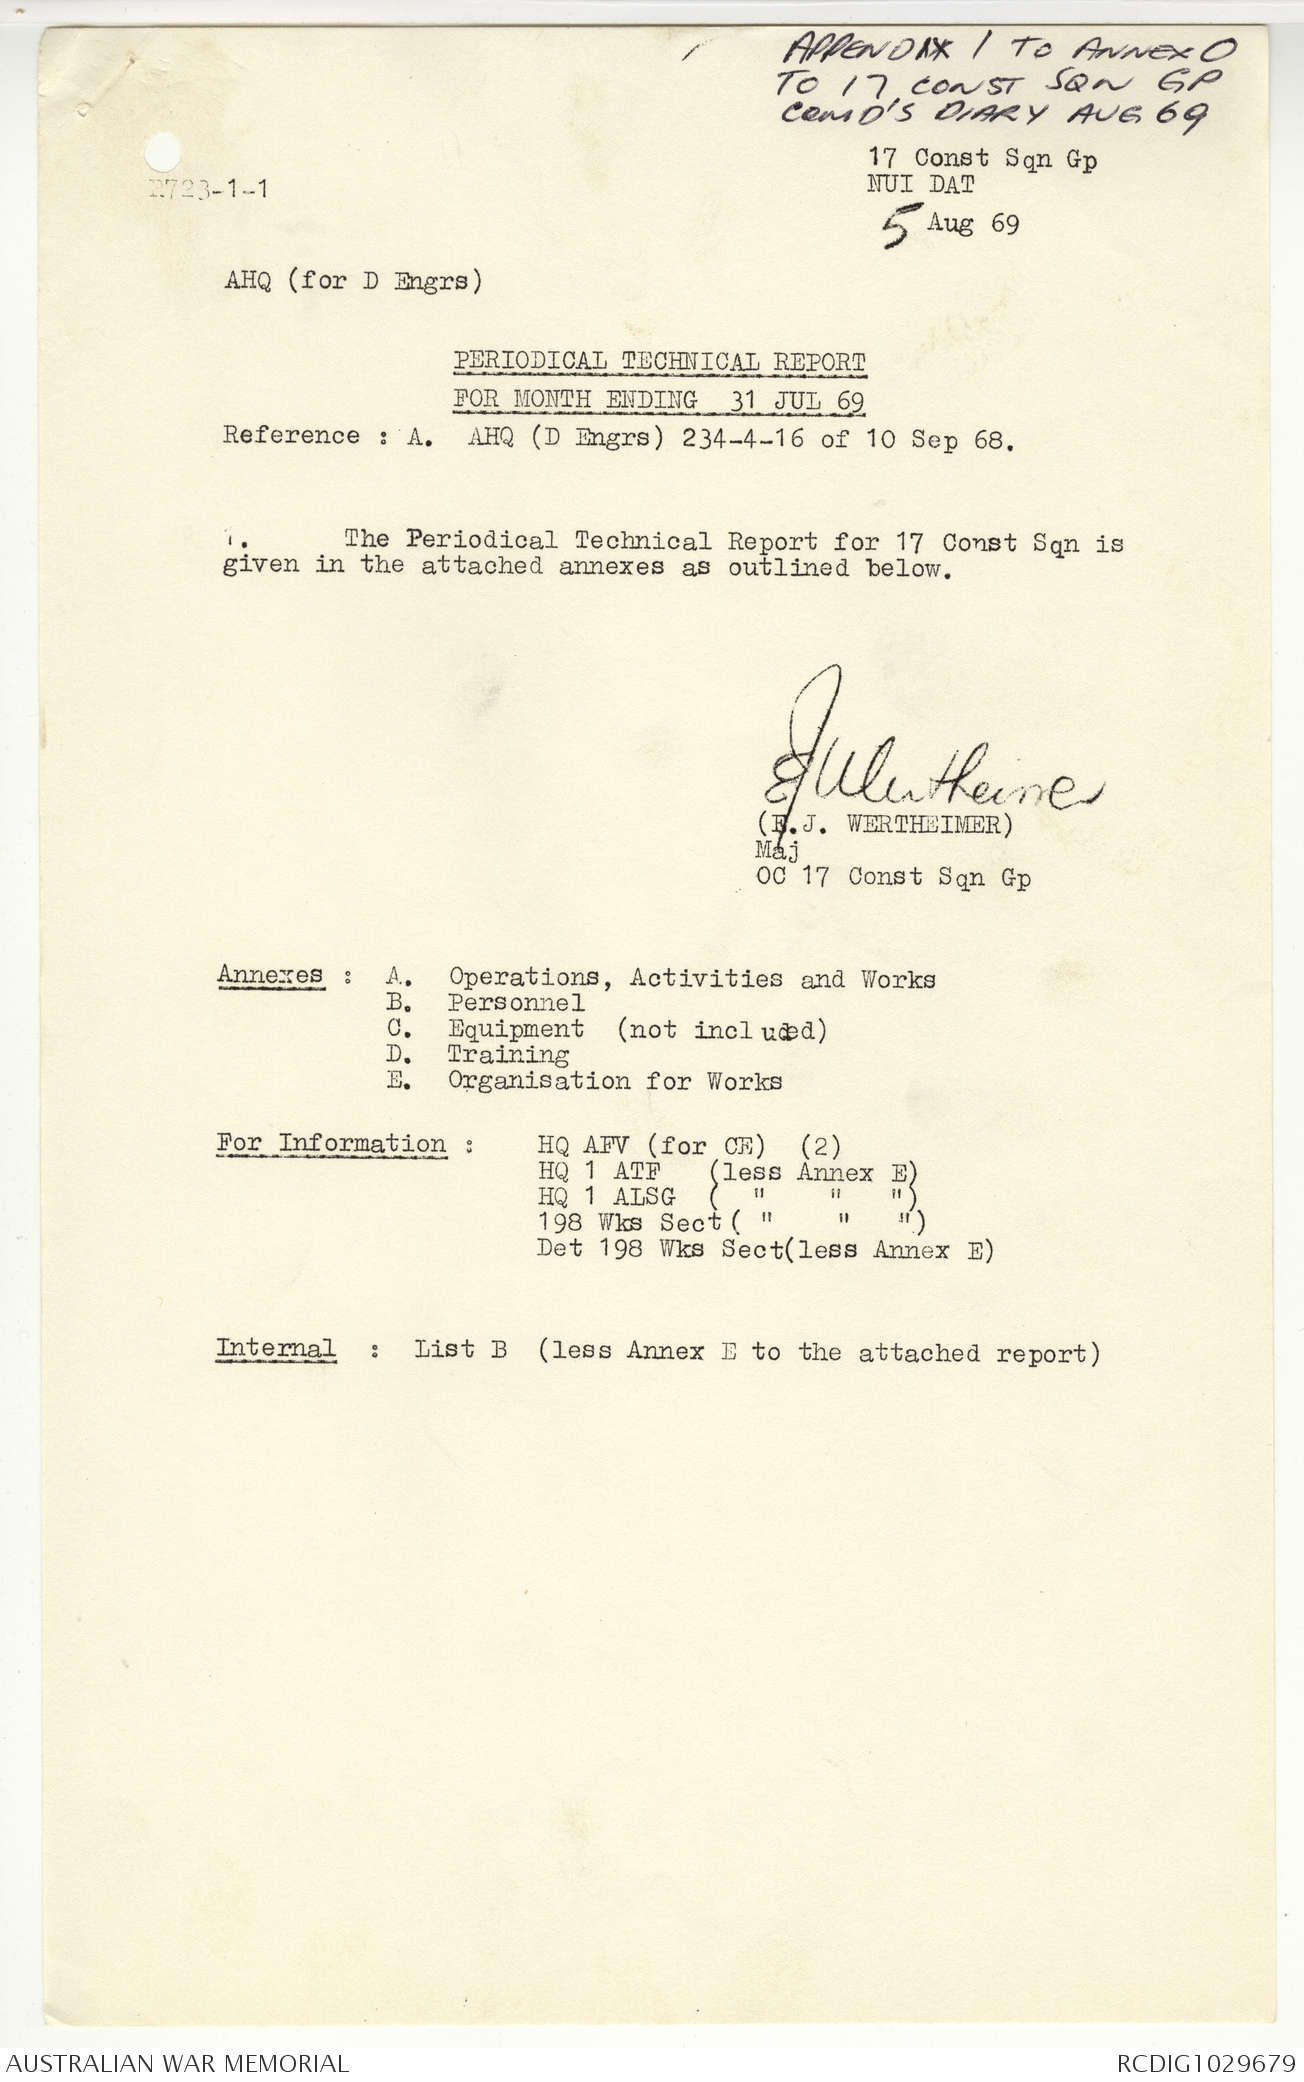 APPENDIX 1 TO ANNEX O
TO 17 CONST SQN GP
COMD'S DIARY AUG 69
17 Const Sqn Gp
R723-1-1
NUI DAT
5 Aug 69
AHQ (for D Engrs)
PERIODICAL TECHNICAL REPORT
FOR MONTH ENDING 31 JUL 69
Reference : A. AHQ (D Engrs) 234-4-16 of 10 Sep 68.
1. The Periodical Technical Report for 17 Const Sqn is
given in the attached annexes as outlined below.
EJWertheimer
(E.J. WERTHEIMER)
Maj
OC 17 Const Sqn Gp
Annexes : A. Operations, Activities and Works
B. Personnel
C. Equipment (not included)
D. Training
E. Organisation for Works
For Information : HQ AFV (for CE) (2)
HQ 1 ATF (less Annex E)
HQ 1 ALSG ( " " ")
198 Wks Sect ( " " ")
Det 198 Wks Sect(less Annex E)
Internal : List B (less Annex E to the attached report)
AUSTRALIAN WAR MEMORIAL
RCDIG1029679